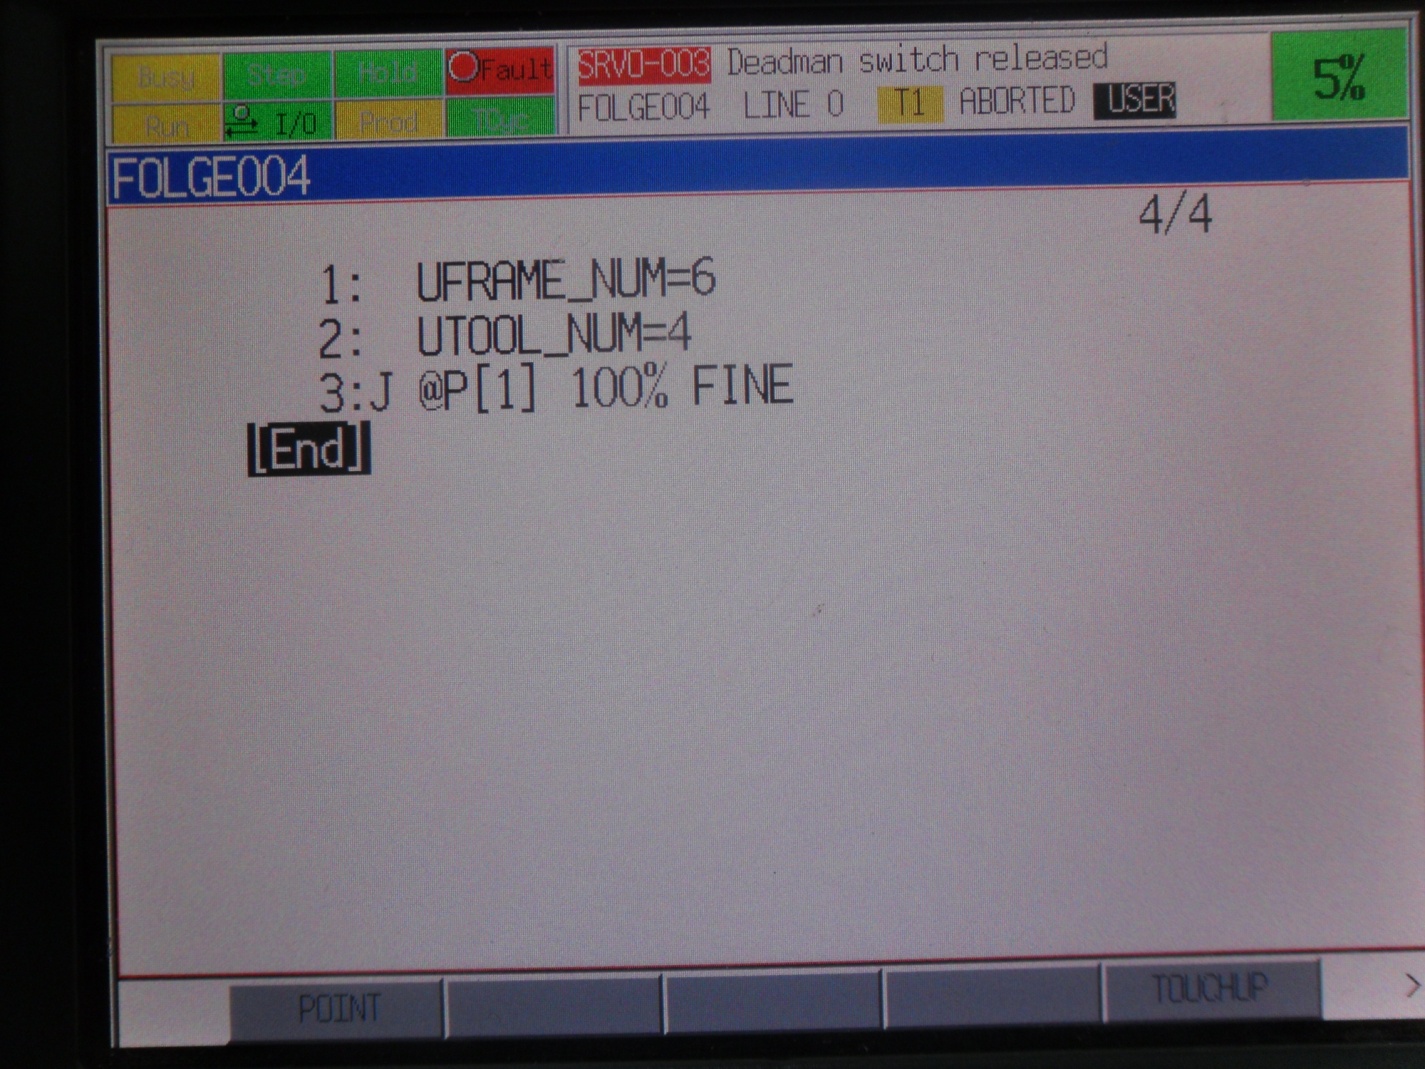 Busy Step Hold Fault SRVO-003 Deadman switch released 5%
Run I/O Prod TCyc FOLGE004 LINE 0 T1 ABORTED USER
FOLGE004
4/4
1: UFRAME_NUM=6
2: UTOOL_NUM=4
3:J @P[1] 100% FINE
[End]
POINT TOUCHUP >